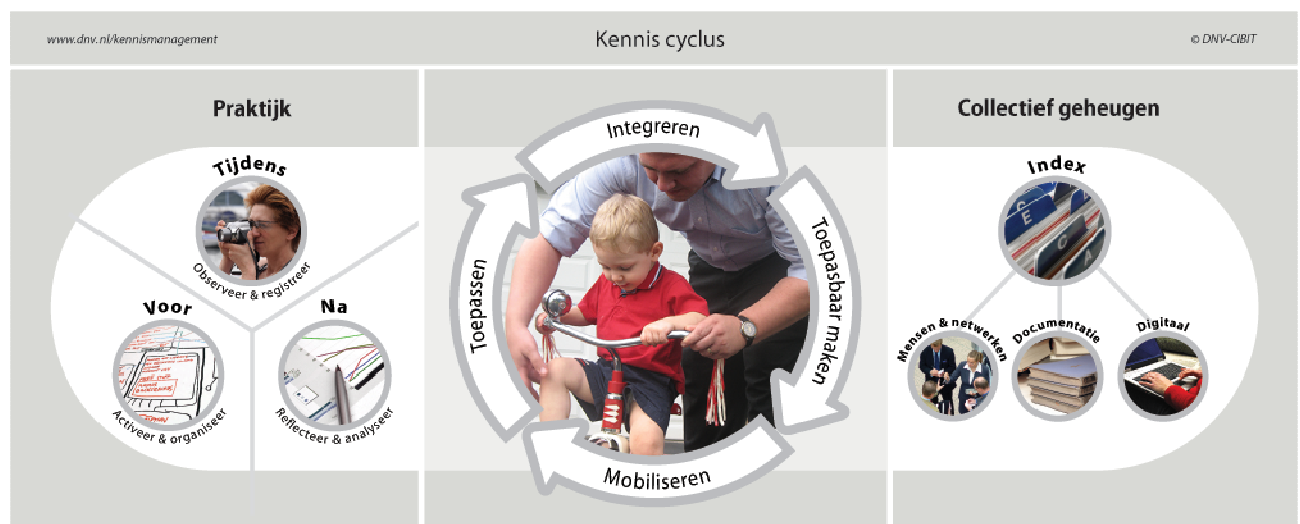 www.dnv.nl/kennismanagement
Kennis cyclus
© DNV-CIBIT
Praktijk
Tijdens
Observeer & registreer
Voor
Activeer & organiseer
Na
Reflecteer & analyseer
Integreren
Toepasbaar maken
Mobiliseren
Toepassen
Collectief geheugen
Index
E
C
A
Mensen & netwerken
Documentatie
Digitaal